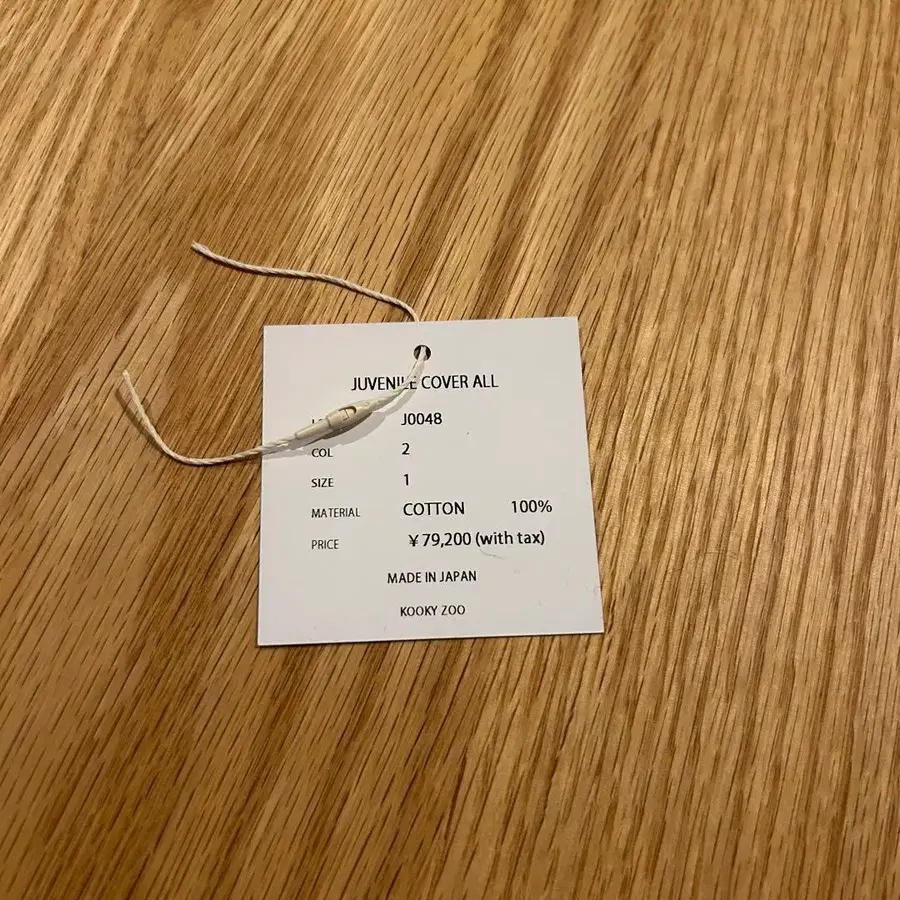 JUVENILE COVER ALL
J0048
COL 2
SIZE 1
MATERIAL COTTON 100%
PRICE ¥79,200 (with tax)
MADE IN JAPAN
KOOKY ZOO